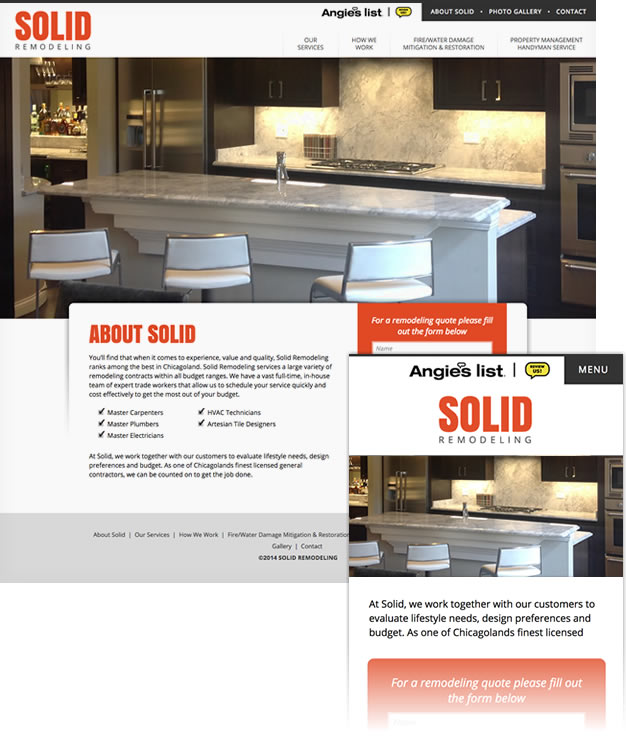 SOLID
REMODELING
Angie's list | REVIEW US!
ABOUT SOLID • PHOTO GALLERY • CONTACT
OUR
SERVICES
HOW WE
WORK
FIRE/WATER DAMAGE
MITIGATION & RESTORATION
PROPERTY MANAGEMENT
HANDYMAN SERVICE
ABOUT SOLID
You'll find that when it comes to experience, value and quality, Solid Remodeling
ranks among the best in Chicagoland. Solid Remodeling services a large variety of
remodeling contracts within all budget ranges. We have a vast full-time, in-house
team of expert trade workers that allow us to schedule your service quickly and
cost effectively to get the most out of your budget.
Master Carpenters
Master Plumbers
Master Electricians
HVAC Technicians
Artesian Tile Designers
At Solid, we work together with our customers to evaluate lifestyle needs, design
preferences and budget. As one of Chicagolands finest licensed general
contractors, we can be counted on to get the job done.
For a remodeling quote please fill
out the form below
Name
About Solid | Our Services | How We Work | Fire/Water Damage Mitigation & Restoration
Gallery | Contact
©2014 SOLID REMODELING
Angie's list. | REVIEW US!
MENU
SOLID
REMODELING
At Solid, we work together with our customers to
evaluate lifestyle needs, design preferences and
budget. As one of Chicagolands finest licensed
For a remodeling quote please fill out
the form below
Name